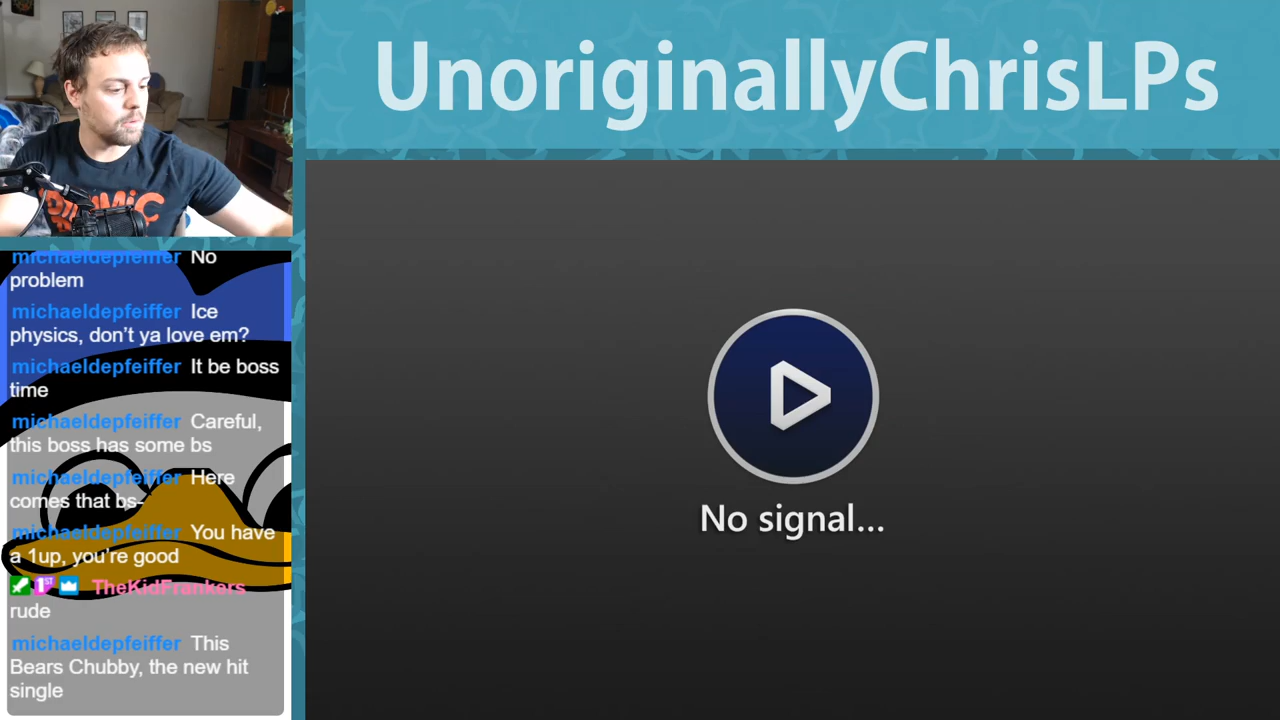 UnoriginallyChrisLPs
michaeldepfeiffer No
problem
michaeldepfeiffer Ice
physics, don't ya love em?
michaeldepfeiffer It be boss
time
michaeldepfeiffer Careful,
this boss has some bs
michaeldepfeiffer Here
comes that bs-
michaeldepfeiffer You have
a 1up, you're good
1ST TheKidFrankers
rude
michaeldepfeiffer This
Bears Chubby, the new hit
single
No signal...